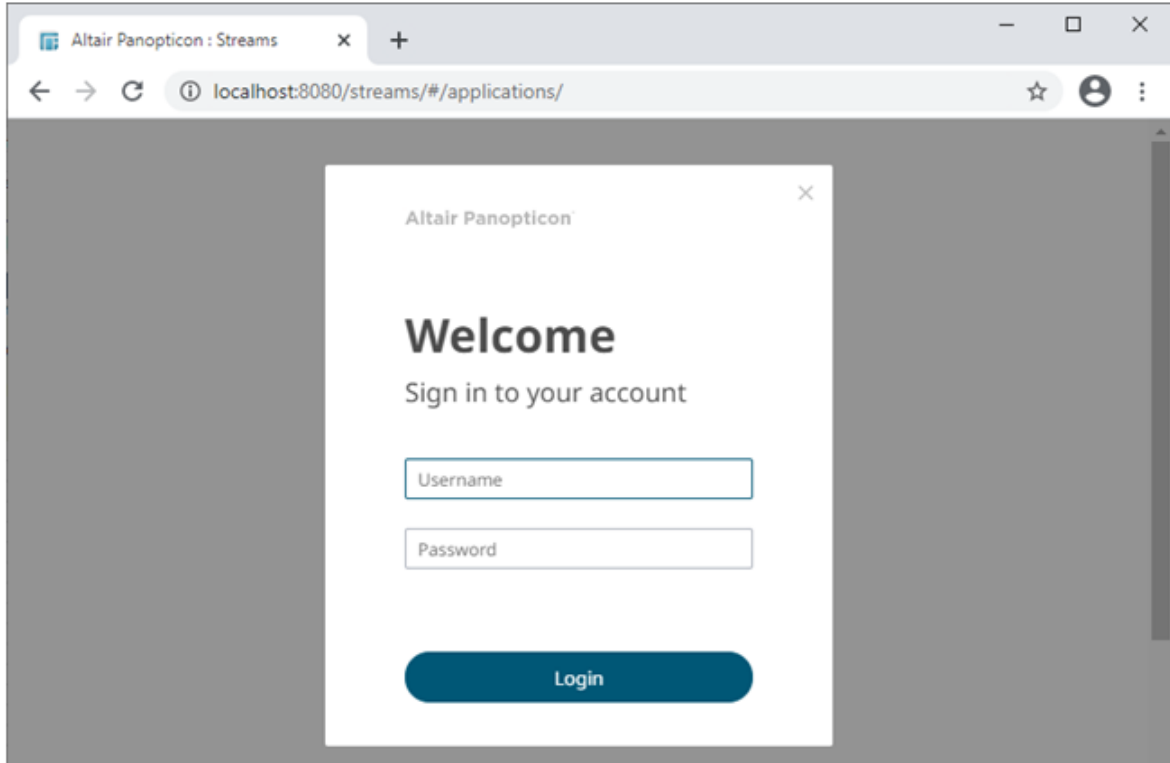 Altair Panopticon : Streams
localhost:8080/streams/#/applications/
Altair Panopticon
Welcome
Sign in to your account
Username
Password
Login